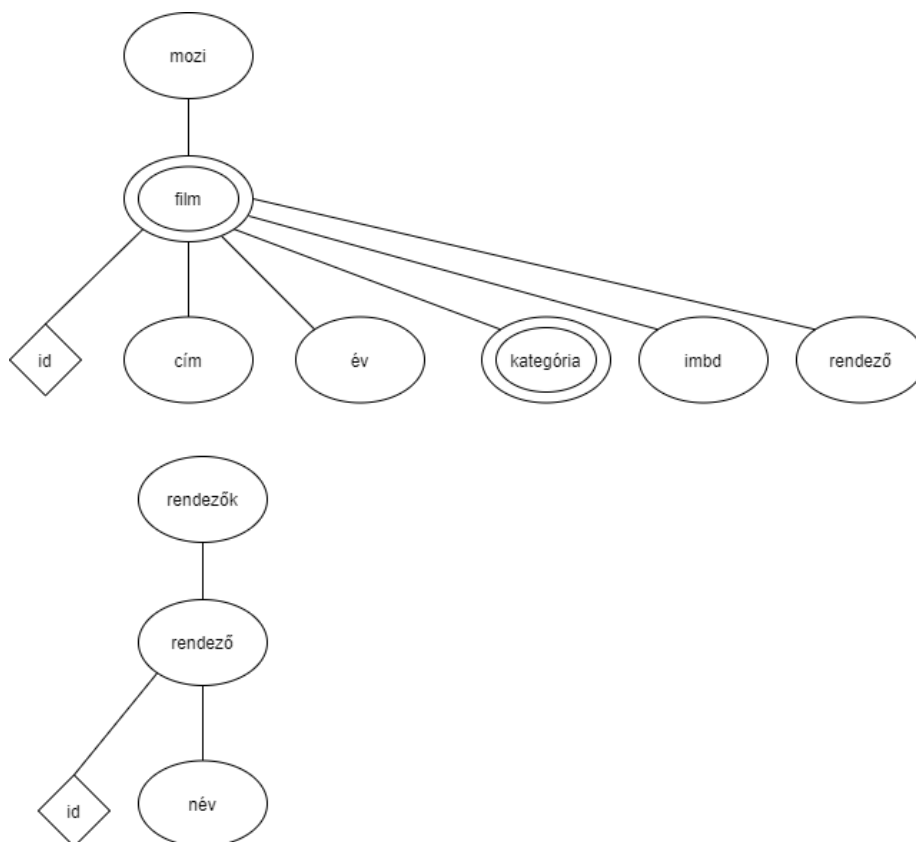 mozi
film
id
cím
év
kategória
imbd
rendező
rendezők
rendező
id
név